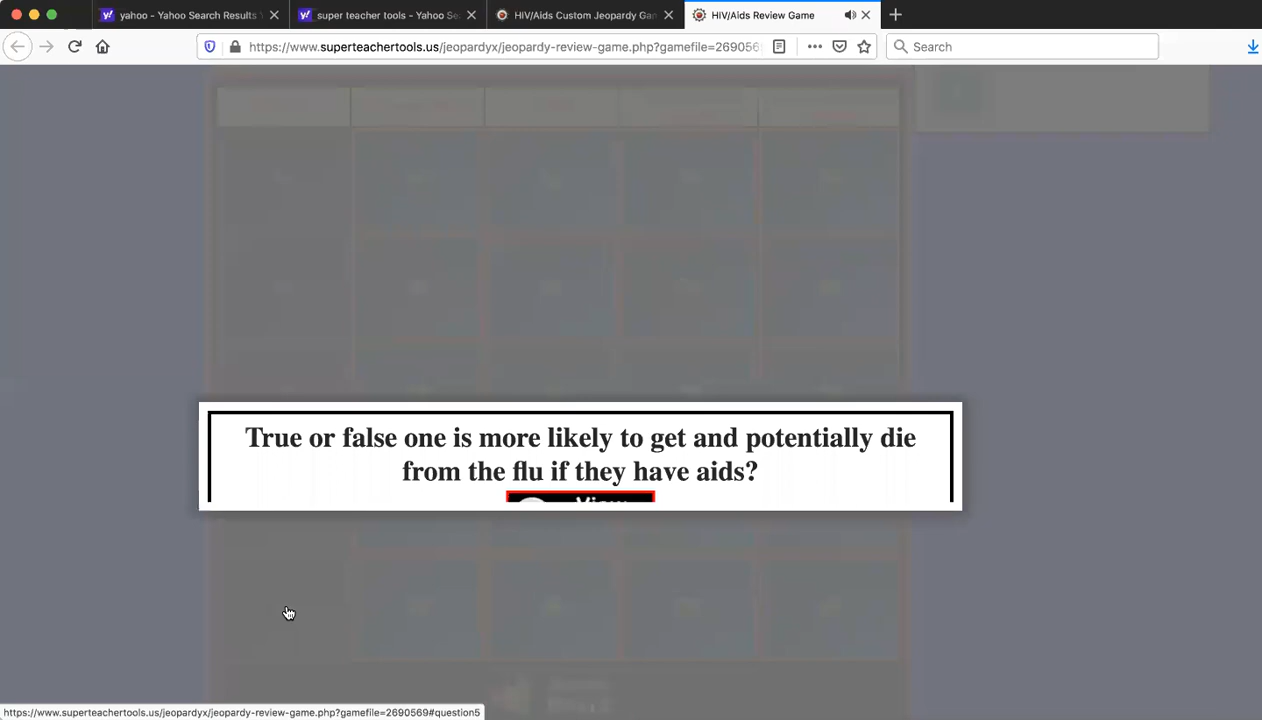 yahoo - Yahoo Search Results
super teacher tools - Yahoo Se
HIV/Aids Custom Jeopardy Gam
HIV/Aids Review Game
https://www.superteachertools.us/jeopardyx/jeopardy-review-game.php?gamefile=2690569
Search
True or false one is more likely to get and potentially die
from the flu if they have aids?
View
https://www.superteachertools.us/jeopardyx/jeopardy-review-game.php?gamefile=2690569#question5